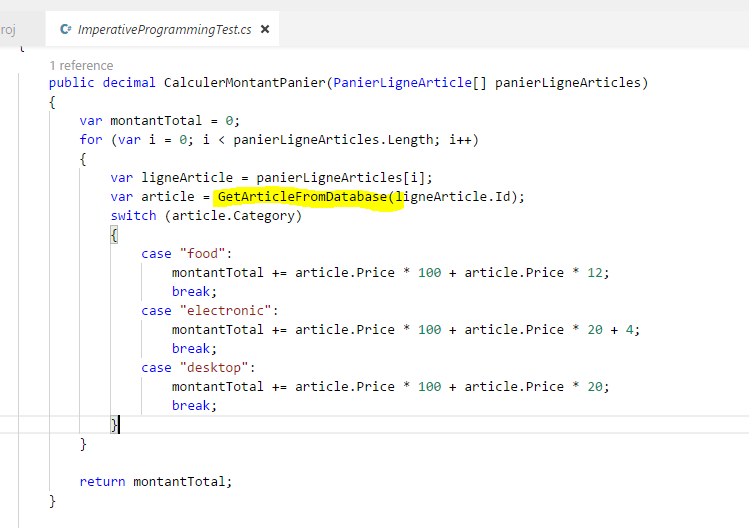 roj
C# ImperativeProgrammingTest.cs ×
{
1 reference
public decimal CalculerMontantPanier(PanierLigneArticle[] panierLigneArticles)
{
var montantTotal = 0;
for (var i = 0; i < panierLigneArticles.Length; i++)
{
var ligneArticle = panierLigneArticles[i];
var article = GetArticleFromDatabase(ligneArticle.Id);
switch (article.Category)
{
case "food":
montantTotal += article.Price * 100 + article.Price * 12;
break;
case "electronic":
montantTotal += article.Price * 100 + article.Price * 20 + 4;
break;
case "desktop":
montantTotal += article.Price * 100 + article.Price * 20;
break;
}
}
return montantTotal;
}